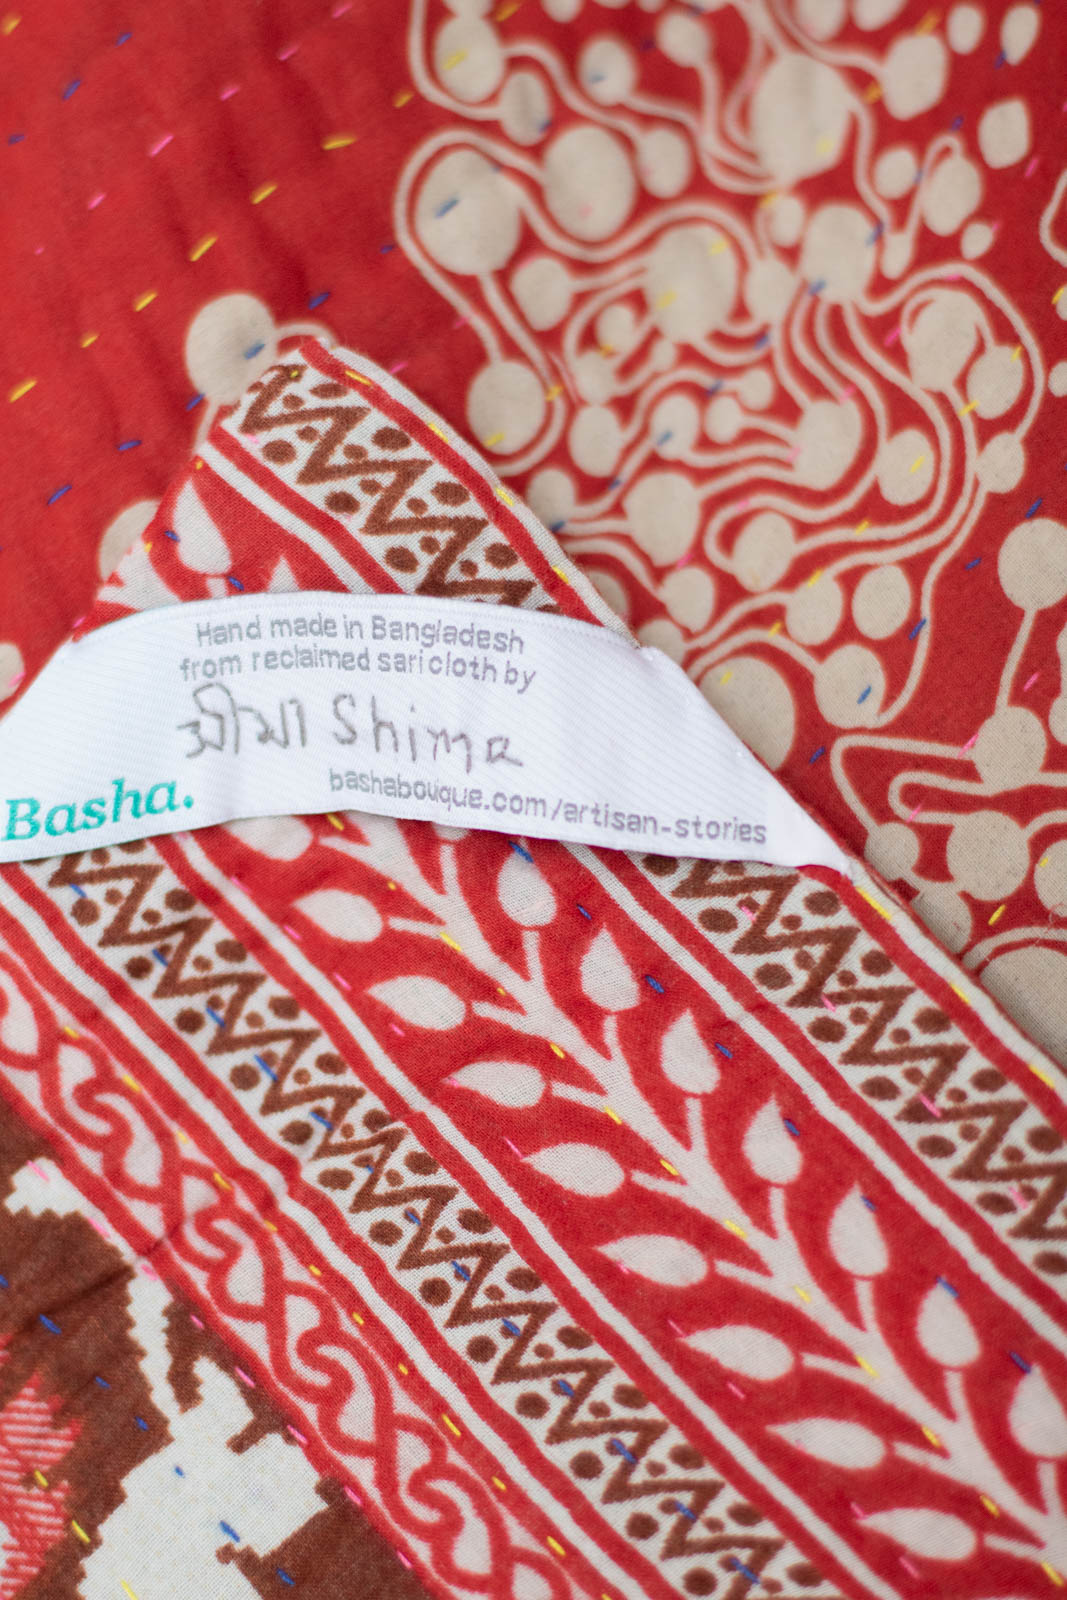 Hand made in Bangladesh
from reclaimed sari cloth by
সীমা Shima
Basha.
bashabouque.com/artisan-stories